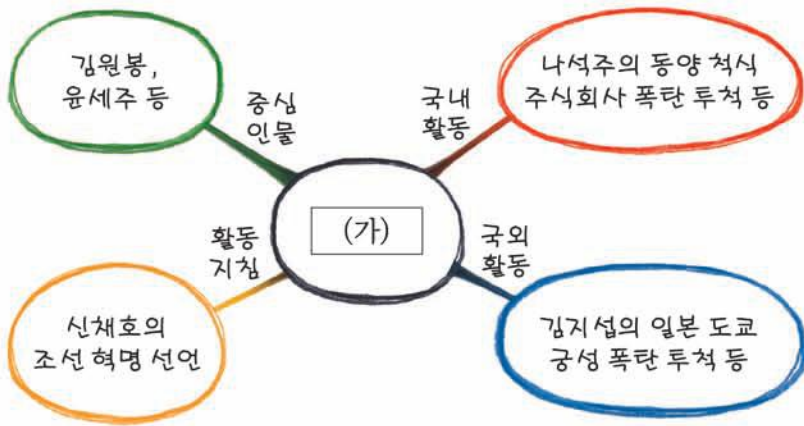 김원봉,
윤세주 등
중심
인물
국내
활동
나석주의 동양 척식
주식회사 폭탄 투척 등
(가)
활동
지침
국외
활동
신채호의
조선 혁명 선언
김지섭의 일본 도쿄
궁성 폭탄 투척 등